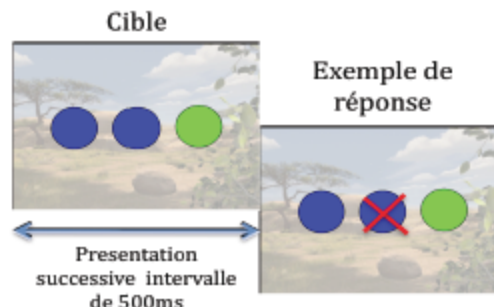 Cible
Exemple de
réponse
Presentation
successive intervalle
de 500ms